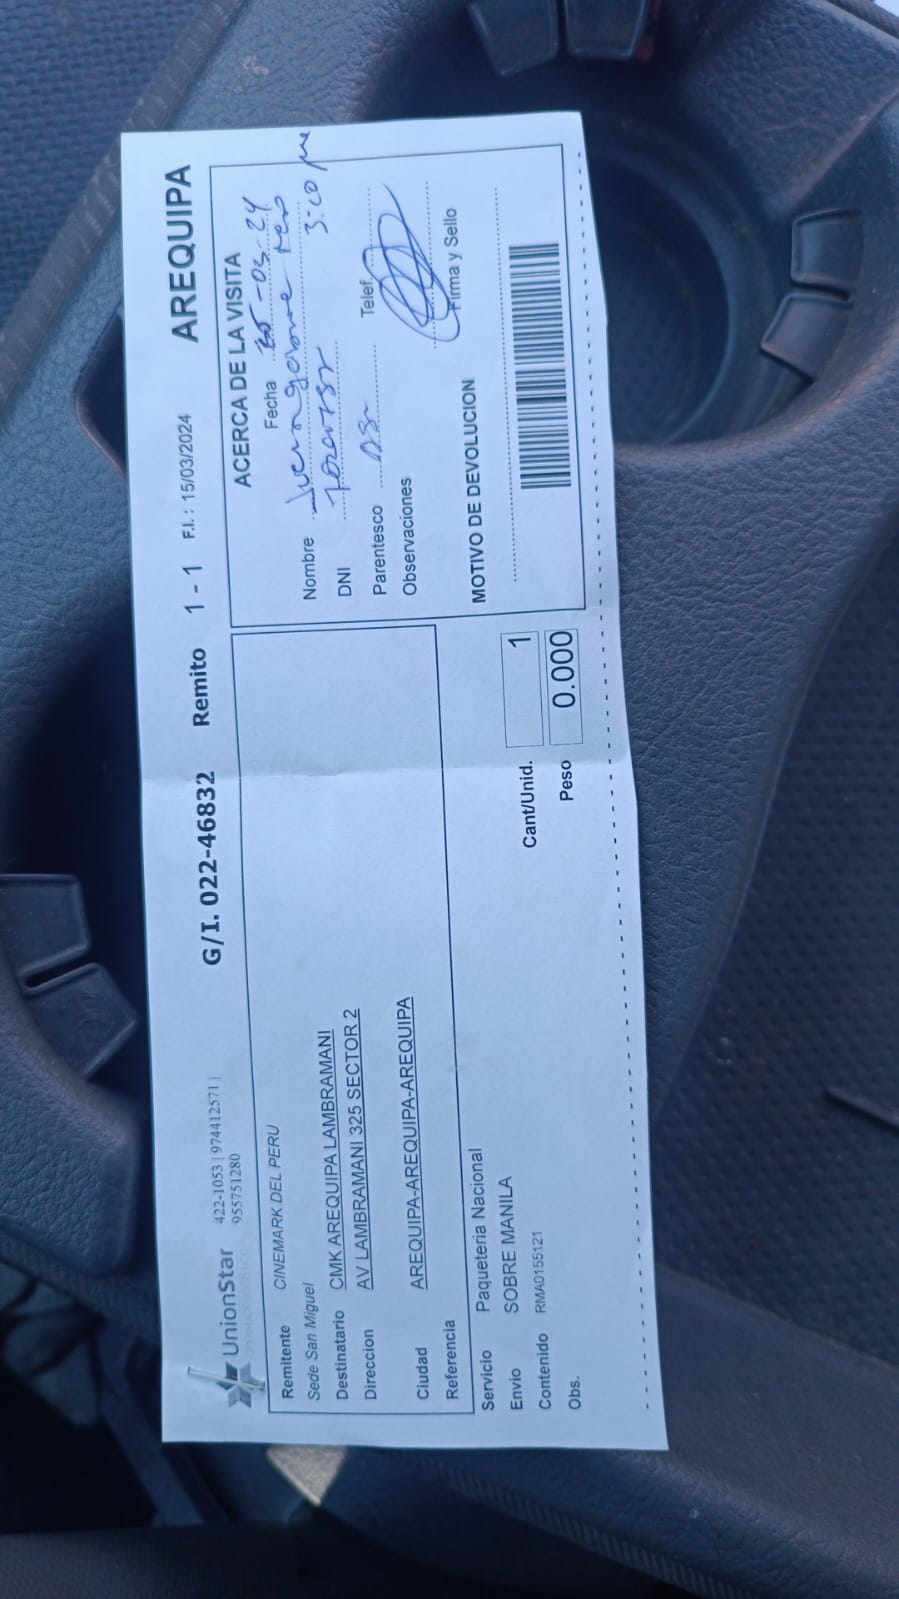 UnionStar
422-1053 | 974412571 |
955751280
G/I. 022-46832 Remito 1 - 1 F.I.: 15/03/2024 AREQUIPA
Remitente CINEMARK DEL PERU
Sede San Miguel
Destinatario CMK AREQUIPA LAMBRAMANI
Direccion AV LAMBRAMANI 325 SECTOR 2
Ciudad AREQUIPA-AREQUIPA-AREQUIPA
Referencia
Servicio Paqueteria Nacional
Envio SOBRE MANILA
Contenido RMA0155121
Obs.
Cant/Unid. 1
Peso 0.000
ACERCA DE LA VISITA
Fecha
Nombre
DNI 3:00 pm
Parentesco Telef.
Observaciones
Firma y Sello
MOTIVO DE DEVOLUCION